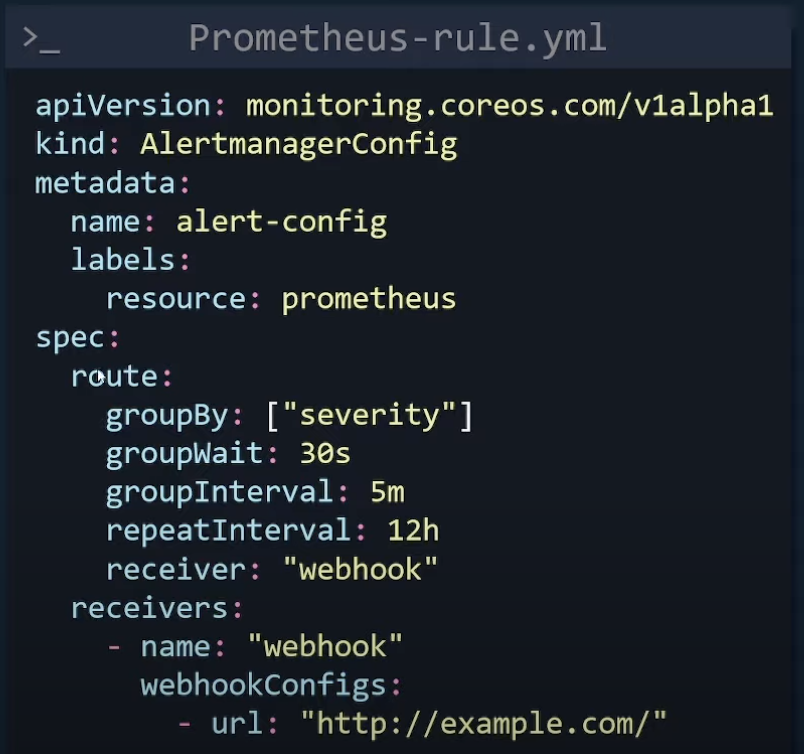 >_ Prometheus-rule.yml
apiVersion: monitoring.coreos.com/v1alpha1
kind: AlertmanagerConfig
metadata:
  name: alert-config
  labels:
    resource: prometheus
spec:
  route:
    groupBy: ["severity"]
    groupWait: 30s
    groupInterval: 5m
    repeatInterval: 12h
    receiver: "webhook"
  receivers:
    - name: "webhook"
      webhookConfigs:
        - url: "http://example.com/"